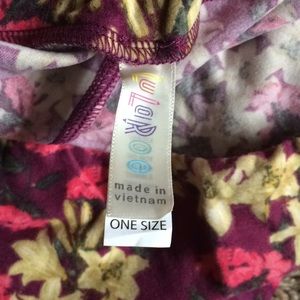 LuLaRoe
made in
vietnam
ONE SIZE